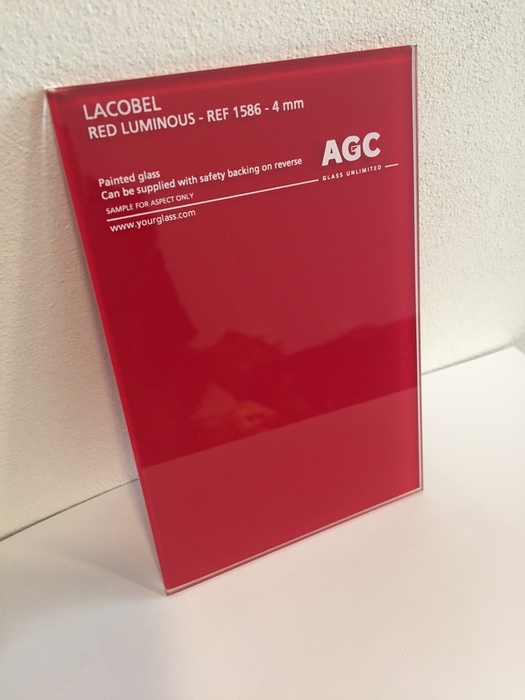 LACOBEL
RED LUMINOUS - REF 1586 - 4 mm
Painted glass
Can be supplied with safety backing on reverse
SAMPLE FOR ASPECT ONLY
www.yourglass.com
AGC
GLASS UNLIMITED